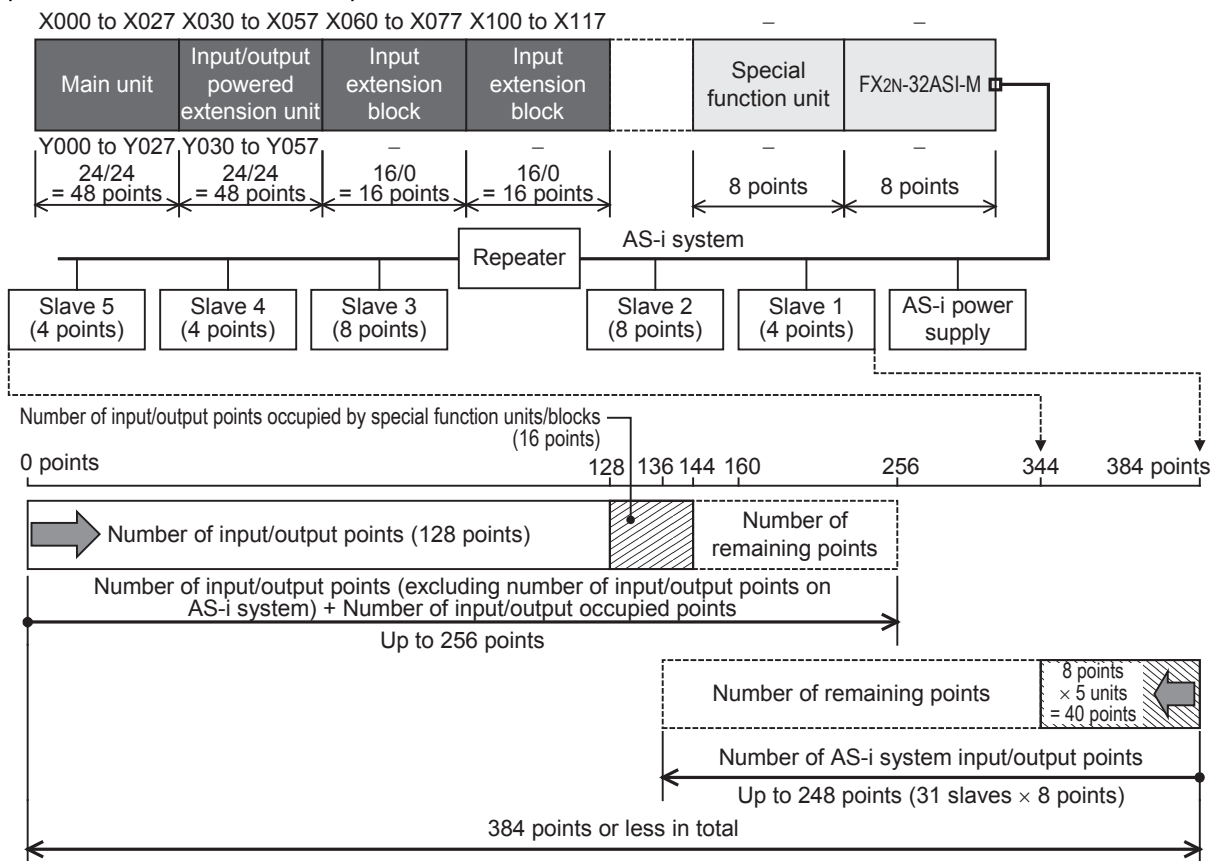 X000 to X027 X030 to X057 X060 to X077 X100 to X117 – –
Main unit
Input/output
powered
extension unit
Input
extension
block
Input
extension
block
Special
function unit
FX2N-32ASI-M
Y000 to Y027 Y030 to Y057 – – – –
24/24
= 48 points
24/24
= 48 points
16/0
= 16 points
16/0
= 16 points
8 points
8 points
AS-i system
Repeater
Slave 5
(4 points)
Slave 4
(4 points)
Slave 3
(8 points)
Slave 2
(8 points)
Slave 1
(4 points)
AS-i power
supply
Number of input/output points occupied by special function units/blocks
(16 points)
0 points 128 136 144 160 256 344 384 points
Number of input/output points (128 points)
Number of
remaining points
Number of input/output points (excluding number of input/output points on
AS-i system) + Number of input/output occupied points
Up to 256 points
Number of remaining points
8 points
× 5 units
= 40 points
Number of AS-i system input/output points
Up to 248 points (31 slaves × 8 points)
384 points or less in total